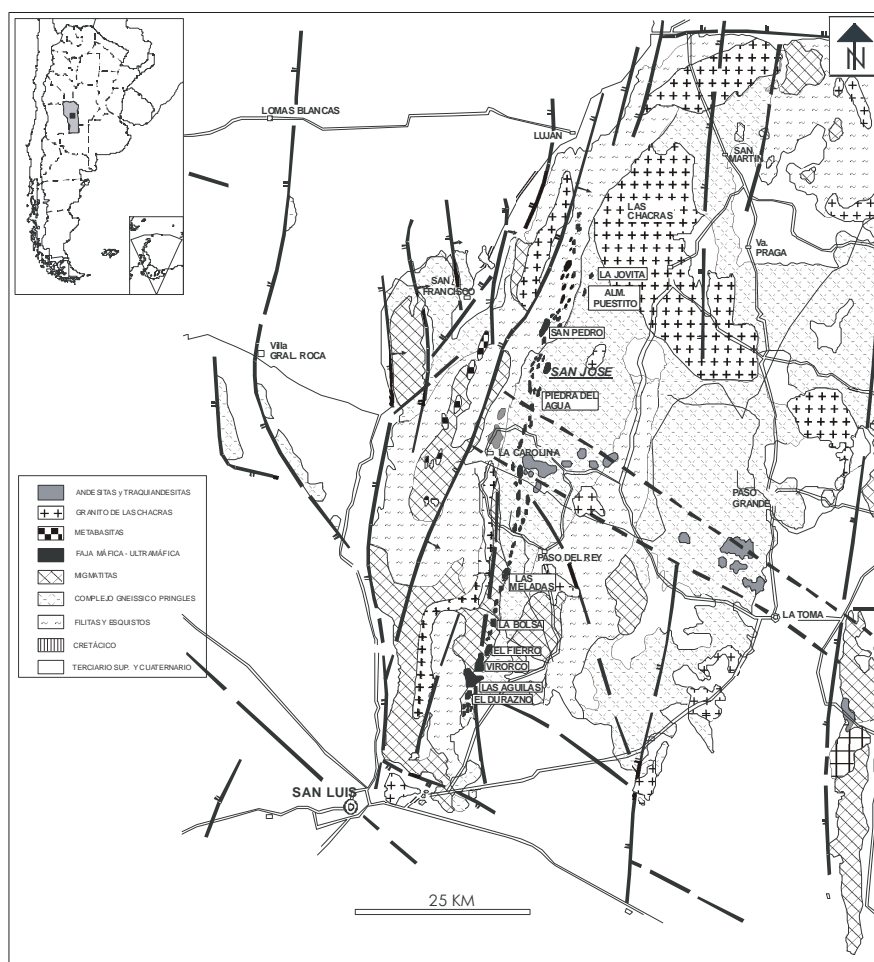 N
LOMAS BLANCAS
LUJAN
SAN
MARTIN
LAS
CHACRAS
Va.
PRAGA
LA JOVITA
SAN
FRANCISCO
ALM.
PUESTITO
SAN PEDRO
Villa
GRAL. ROCA
SAN JOSE
PIEDRA DEL
AGUA
LA CAROLINA
PASO
GRANDE
PASO DEL REY
LAS
MELADAS
LA TOMA
LA BOLSA
EL FIERRO
VIRORCO
LAS AGUILAS
EL DURAZNO
SAN LUIS
ANDESITAS y TRAQUIANDESITAS
GRANITO DE LAS CHACRAS
METABASITAS
FAJA MÁFICA - ULTRAMÁFICA
MIGMATITAS
COMPLEJO GNEISSICO PRINGLES
FILITAS Y ESQUISTOS
CRETÁCICO
TERCIARIO SUP. Y CUATERNARIO
25 KM